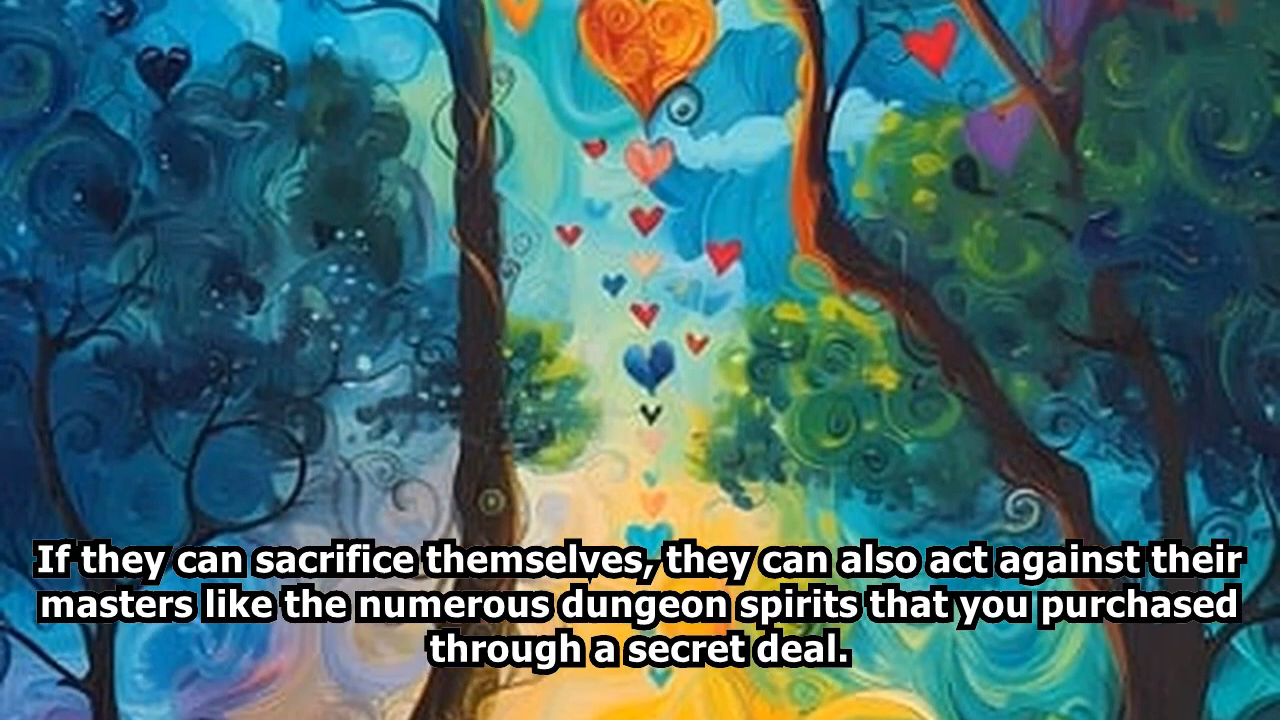 If they can sacrifice themselves, they can also act against their
masters like the numerous dungeon spirits that you purchased
through a secret deal.